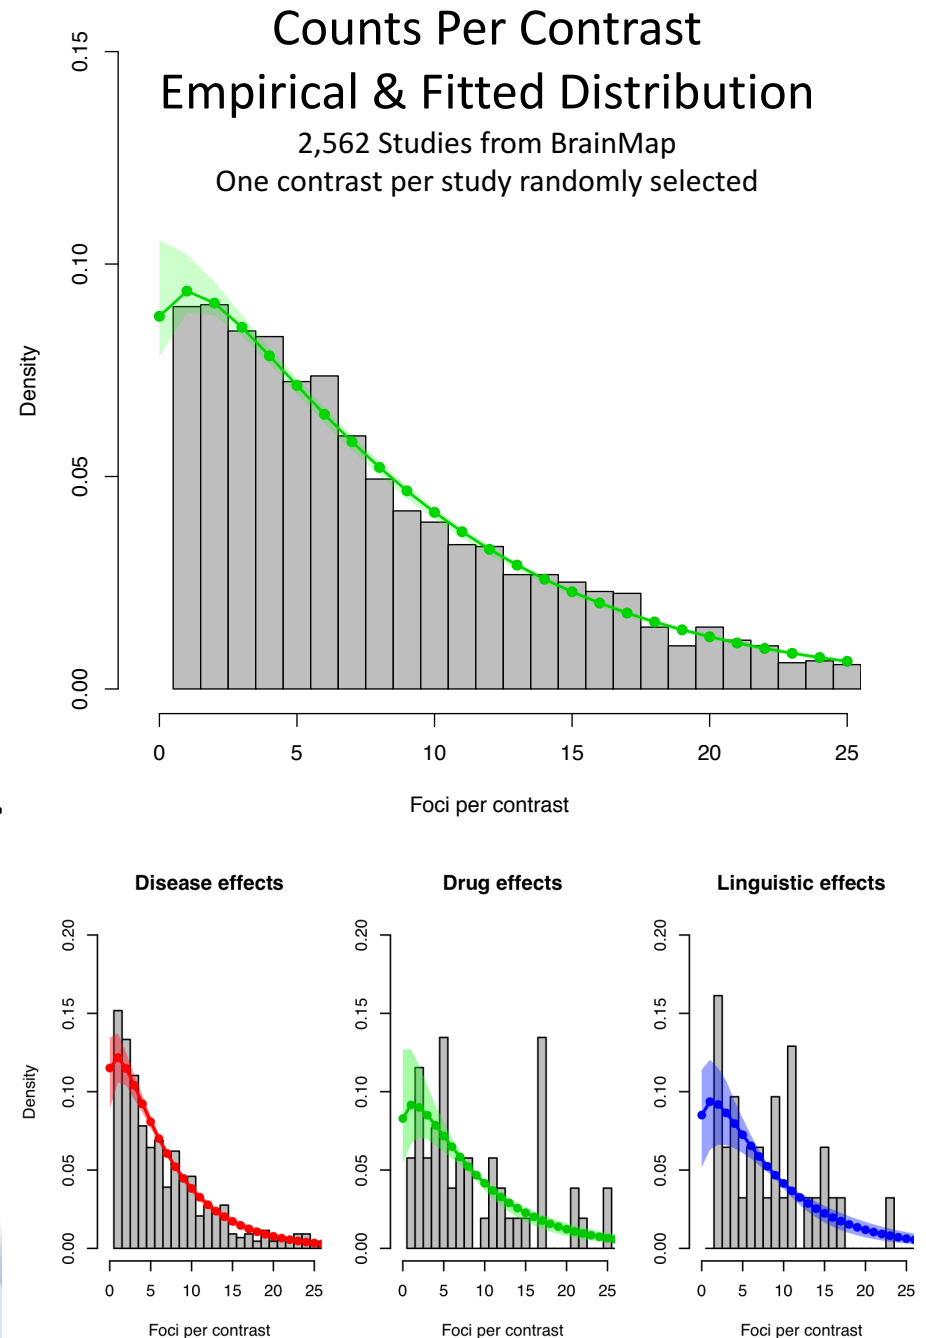 Counts Per Contrast
Empirical & Fitted Distribution
2,562 Studies from BrainMap
One contrast per study randomly selected
0.15
0.10
0.05
0.00
Density
0 5 10 15 20 25
Foci per contrast
Disease effects
0.20
0.15
0.10
0.05
0.00
Density
0 5 10 15 20 25
Foci per contrast
Drug effects
0.20
0.15
0.10
0.05
0.00
0 5 10 15 20 25
Foci per contrast
Linguistic effects
0.20
0.15
0.10
0.05
0.00
0 5 10 15 20 25
Foci per contrast